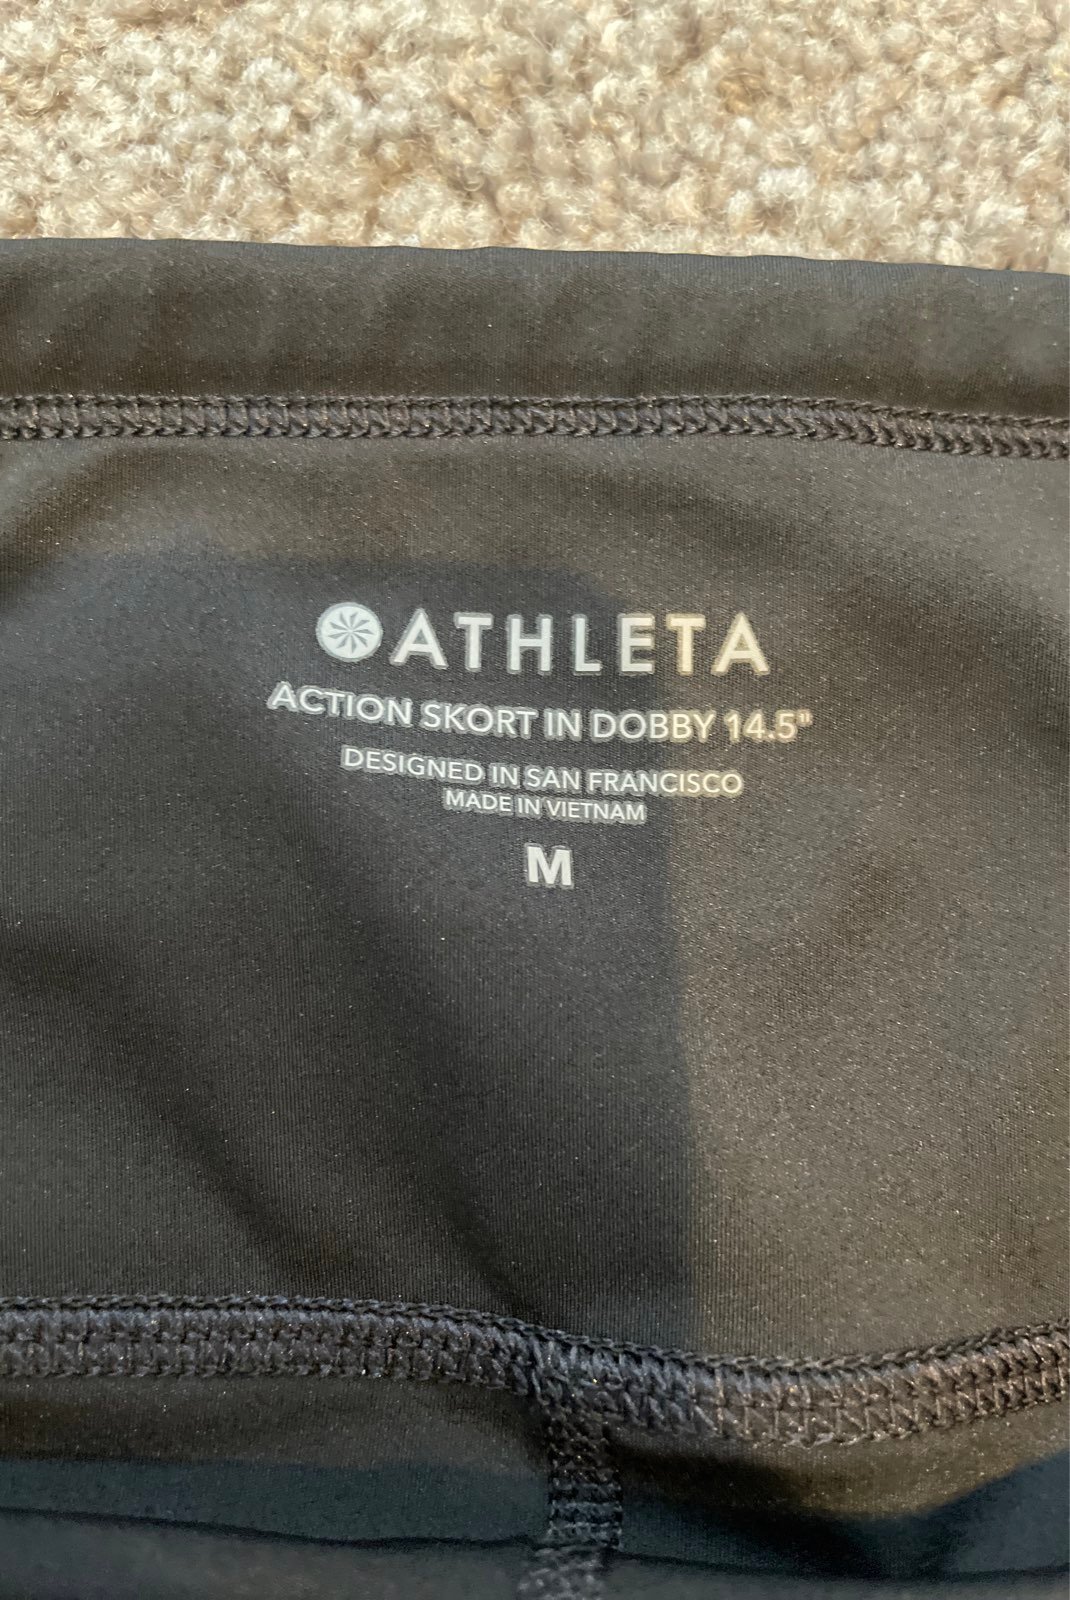 ATHLETA
ACTION SKORT IN DOBBY 14.5"
DESIGNED IN SAN FRANCISCO
MADE IN VIETNAM
M